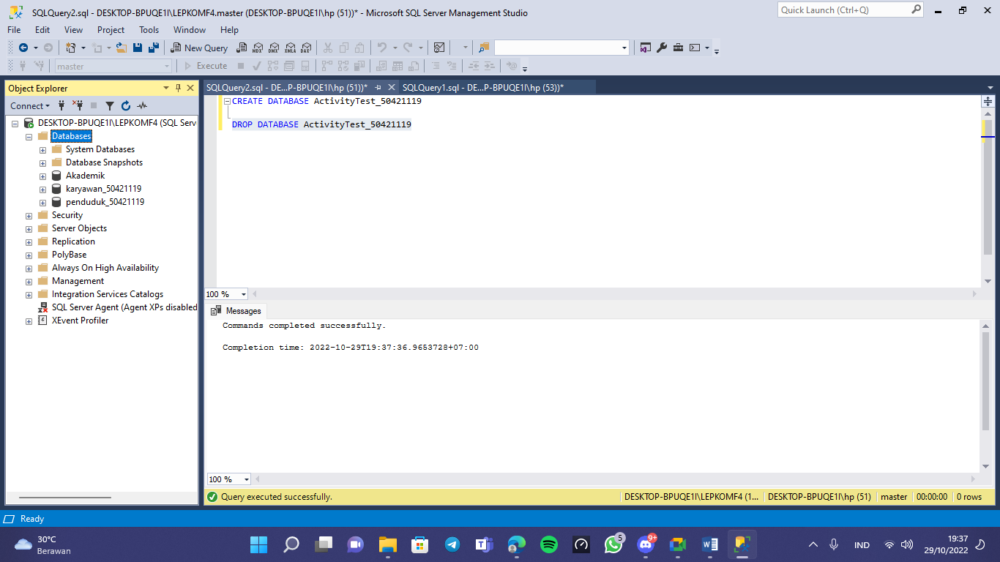 SQLQuery2.sql - DESKTOP-BPUQE1I\LEPKOMF4.master (DESKTOP-BPUQE1I\hp (51))* - Microsoft SQL Server Management Studio
Quick Launch (Ctrl+Q)
File Edit View Project Tools Window Help
New Query MDX DMX XMLA DAX
master Execute
Object Explorer
SQLQuery2.sql - DE...P-BPUQE1I\hp (51))* SQLQuery1.sql - DE...P-BPUQE1I\hp (53))*
Connect
DESKTOP-BPUQE1I\LEPKOMF4 (SQL Serv
Databases
System Databases
Database Snapshots
Akademik
karyawan_50421119
penduduk_50421119
Security
Server Objects
Replication
PolyBase
Always On High Availability
Management
Integration Services Catalogs
SQL Server Agent (Agent XPs disabled
XEvent Profiler
CREATE DATABASE ActivityTest_50421119
DROP DATABASE ActivityTest_50421119
100 %
Messages
Commands completed successfully.
Completion time: 2022-10-29T19:37:36.9653728+07:00
100 %
Query executed successfully. DESKTOP-BPUQE1I\LEPKOMF4 (1... DESKTOP-BPUQE1I\hp (51) master 00:00:00 0 rows
Ready
30°C
Berawan
5
9+
IND
19:37
29/10/2022